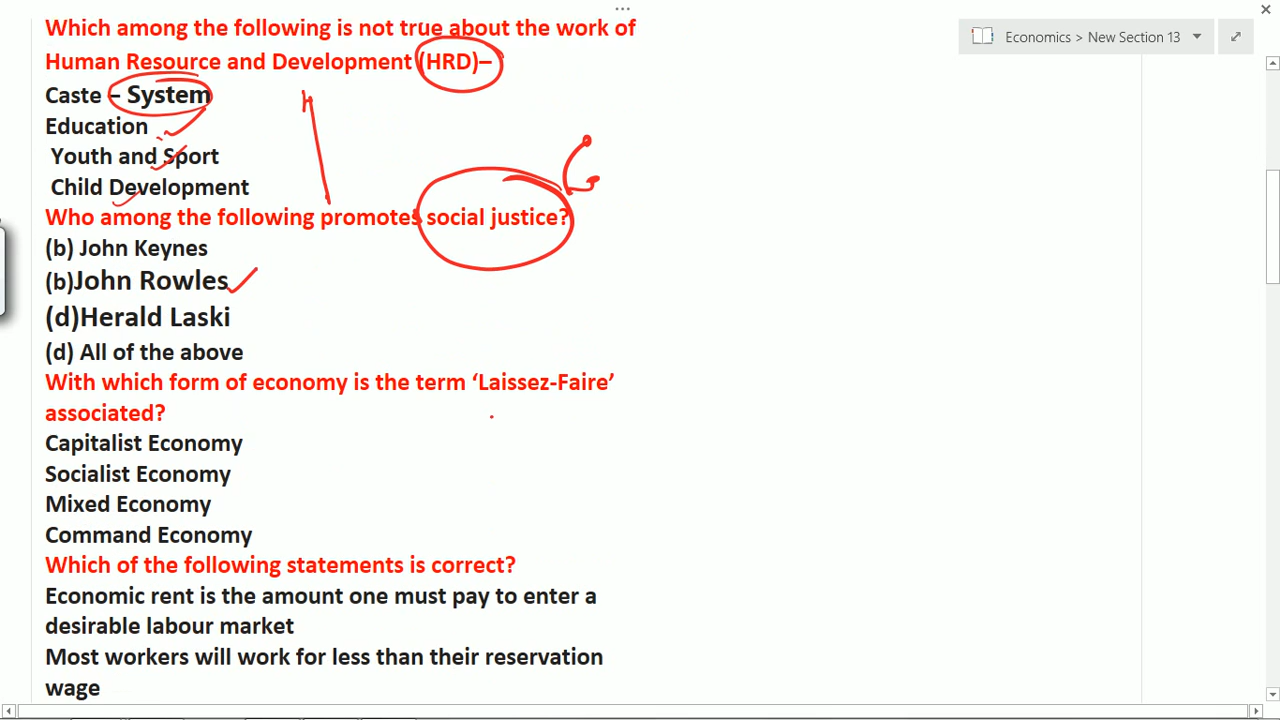 Economics > New Section 13
Which among the following is not true about the work of
Human Resource and Development (HRD)–
Caste – System
Education
Youth and Sport
Child Development
Who among the following promotes social justice?
(b) John Keynes
(b)John Rowles
(d)Herald Laski
(d) All of the above
With which form of economy is the term ‘Laissez-Faire’
associated?
Capitalist Economy
Socialist Economy
Mixed Economy
Command Economy
Which of the following statements is correct?
Economic rent is the amount one must pay to enter a
desirable labour market
Most workers will work for less than their reservation
wage